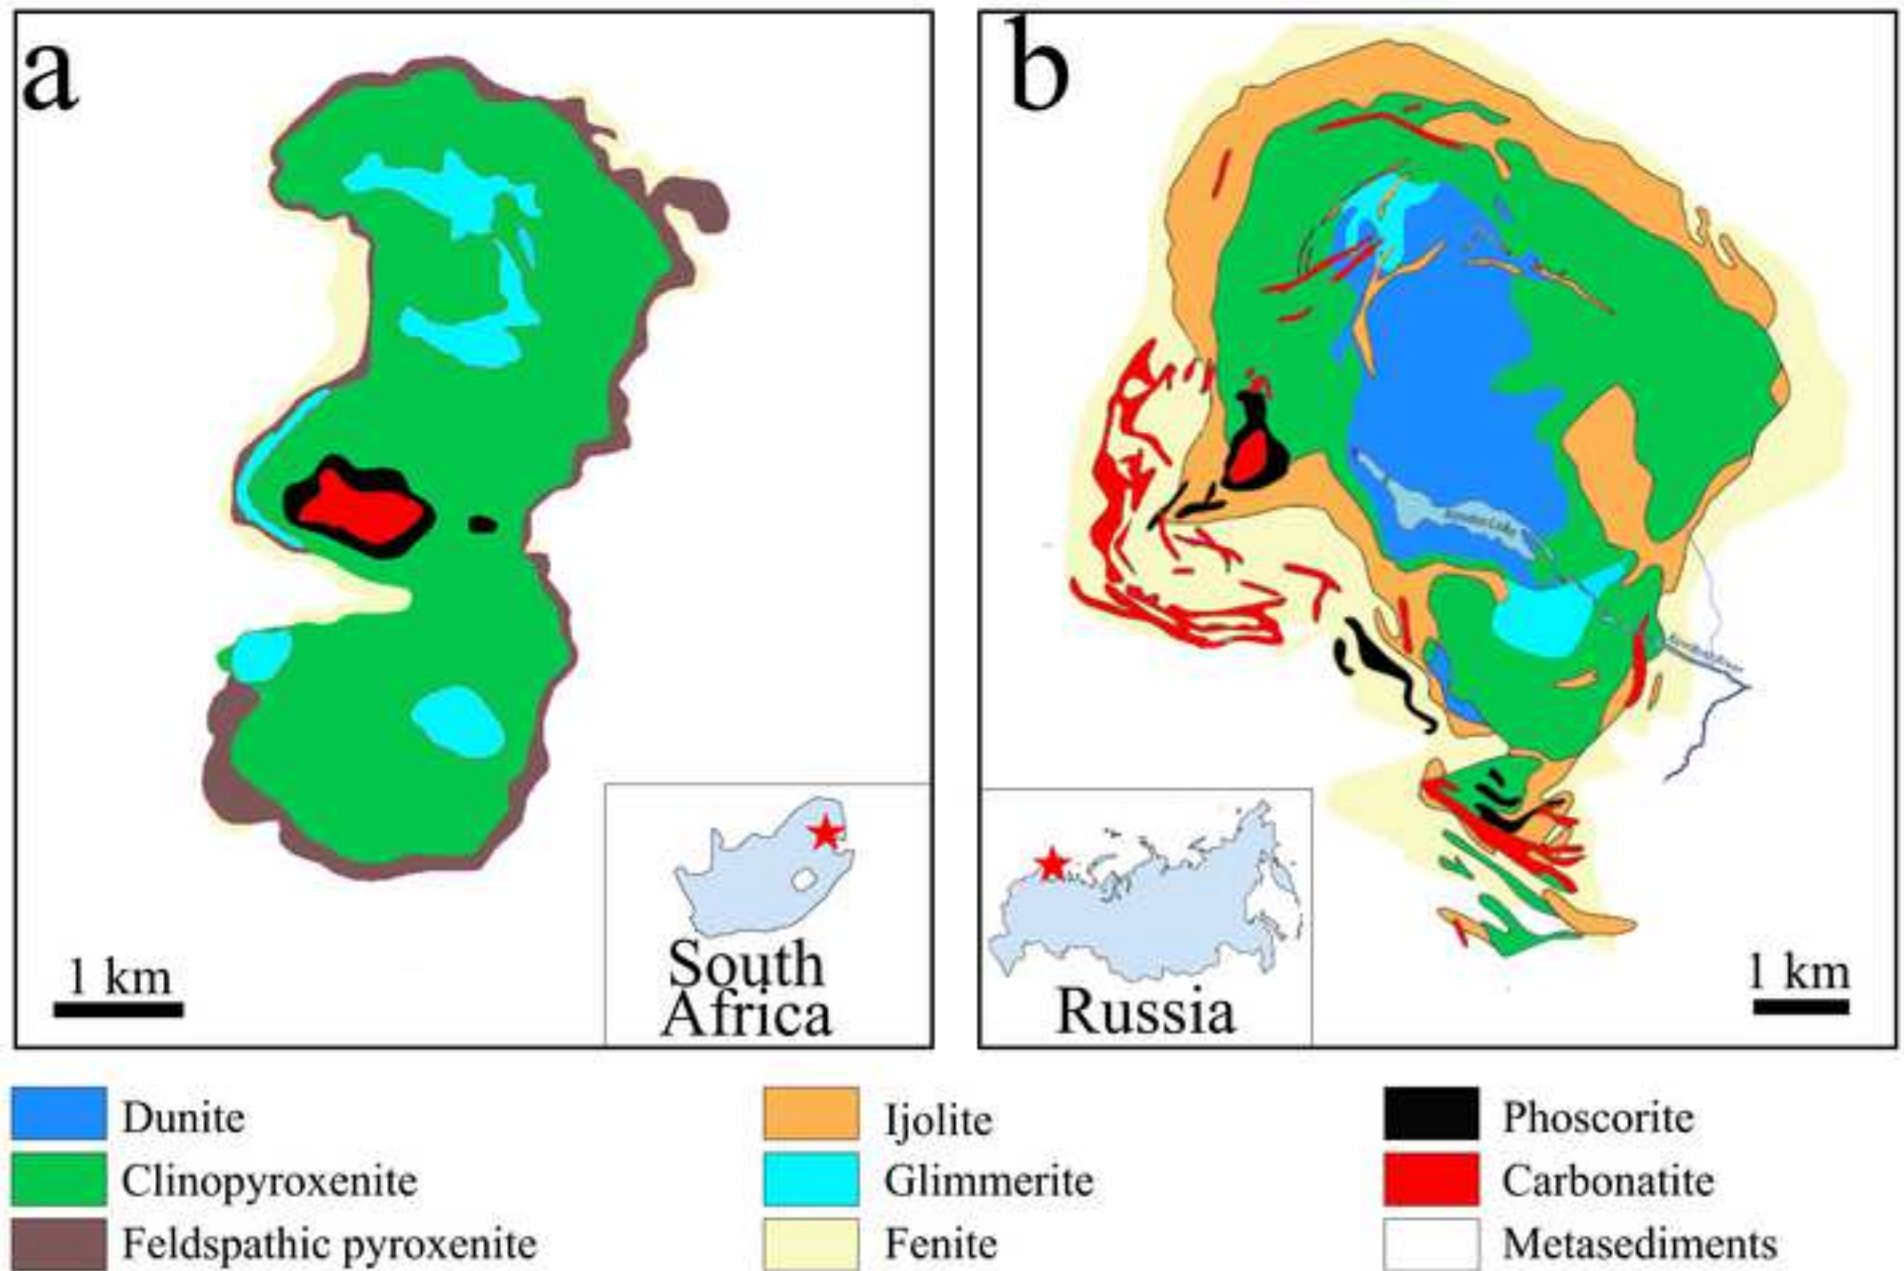 a
1 km
South
Africa
b
1 km
Russia
Dunite
Ijolite
Phoscorite
Clinopyroxenite
Glimmerite
Carbonatite
Feldspathic pyroxenite
Fenite
Metasediments